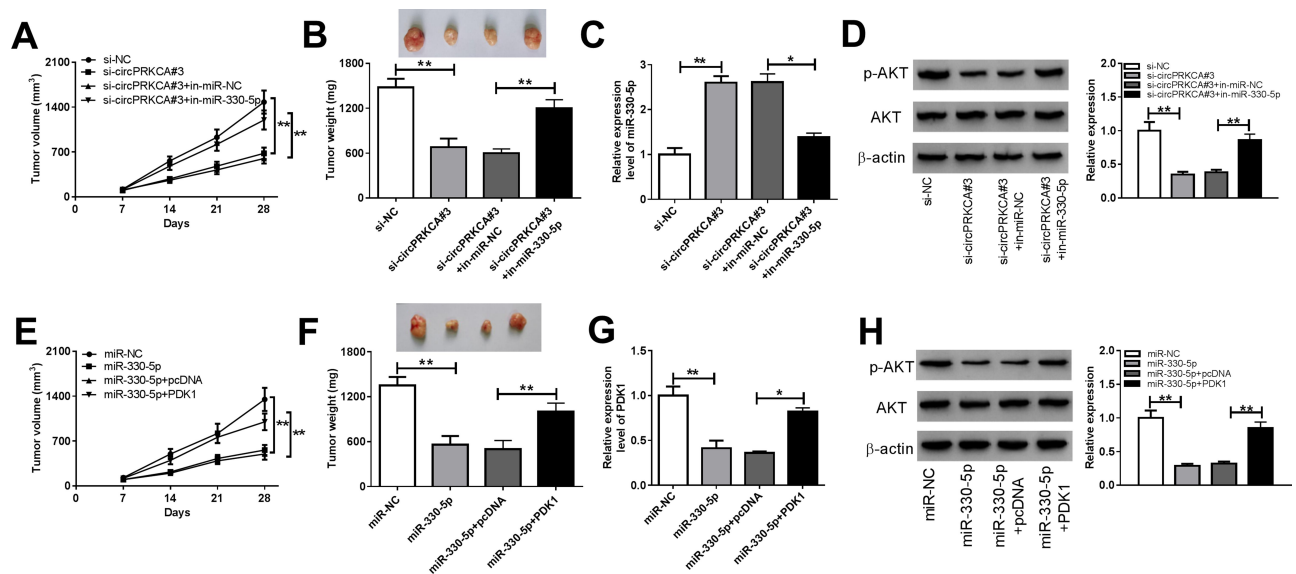 A
si-NC
si-circPRKCA#3
si-circPRKCA#3+in-miR-NC
si-circPRKCA#3+in-miR-330-5p
Tumor volume (mm³)
2100
1400
700
0
**
**
0 7 14 21 28
Days
B
Tumor weight (mg)
1800
1200
600
0
**
**
si-NC
si-circPRKCA#3
si-circPRKCA#3
+in-miR-NC
si-circPRKCA#3
+in-miR-330-5p
C
Relative expression
level of miR-330-5p
3
2
1
0
**
*
si-NC
si-circPRKCA#3
si-circPRKCA#3
+in-miR-NC
si-circPRKCA#3
+in-miR-330-5p
D
p-AKT
AKT
β-actin
si-NC
si-circPRKCA#3
si-circPRKCA#3
+in-miR-NC
si-circPRKCA#3
+in-miR-330-5p
Relative expression
2.0
1.5
1.0
0.5
0.0
si-NC
si-circPRKCA#3
si-circPRKCA#3+in-miR-NC
si-circPRKCA#3+in-miR-330-5p
**
**
E
miR-NC
miR-330-5p
miR-330-5p+pcDNA
miR-330-5p+PDK1
Tumor volume (mm³)
2100
1400
700
0
**
**
0 7 14 21 28
Days
F
Tumor weight (mg)
1800
1200
600
0
**
**
miR-NC
miR-330-5p
miR-330-5p+pcDNA
miR-330-5p+PDK1
G
Relative expression
level of PDK1
1.5
1.0
0.5
0.0
**
*
miR-NC
miR-330-5p
miR-330-5p+pcDNA
miR-330-5p+PDK1
H
p-AKT
AKT
β-actin
miR-NC
miR-330-5p
miR-330-5p
+pcDNA
miR-330-5p
+PDK1
Relative expression
2.0
1.5
1.0
0.5
0.0
miR-NC
miR-330-5p
miR-330-5p+pcDNA
miR-330-5p+PDK1
**
**